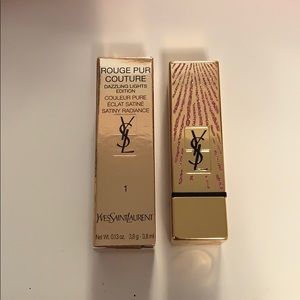 ROUGE PUR
COUTURE
DAZZLING LIGHTS
EDITION
COULEUR PURE
ÉCLAT SATINÉ
SATINY RADIANCE
YSL
1
YVESSAINTLAURENT
Net Wt. 0.13 oz. 3,8 g - 3,8 ml
YSL